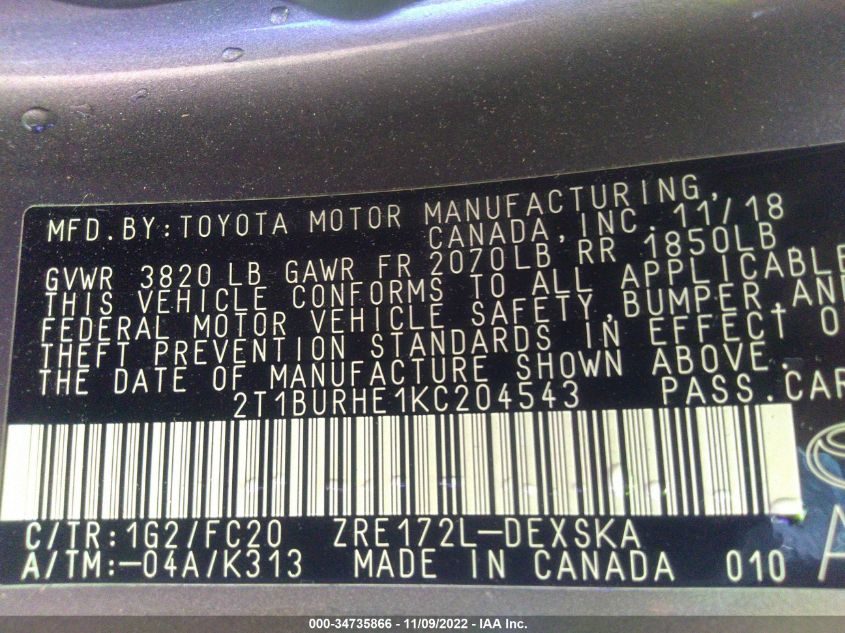 MFD.BY:TOYOTA MOTOR MANUFACTURING,
CANADA,INC. 11/18
GVWR 3820 LB GAWR FR 2070LB RR 1850LB
THIS VEHICLE CONFORMS TO ALL APPLICABLE
FEDERAL MOTOR VEHICLE SAFETY,BUMPER,AND
THEFT PREVENTION STANDARDS IN EFFECT O
THE DATE OF MANUFACTURE SHOWN ABOVE.
2T1BURHE1KC204543 PASS.CAR
C/TR:1G2/FC20 ZRE172L-DEXSKA
A/TM:-04A/K313 MADE IN CANADA 010 A
000-34735866 - 11/09/2022 - IAA Inc.